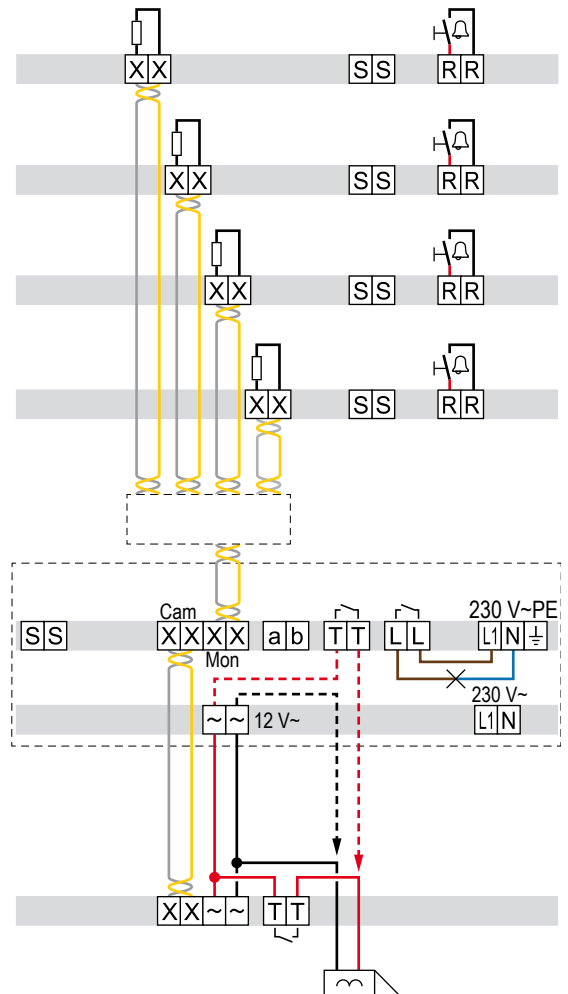 X X S S R R
X X S S R R
X X S S R R
X X S S R R
Cam 230 V~PE
S S X X X X a b T T L L L1 N ⏚
Mon
230 V~
~ ~ 12 V~ L1 N
X X ~ ~ T T